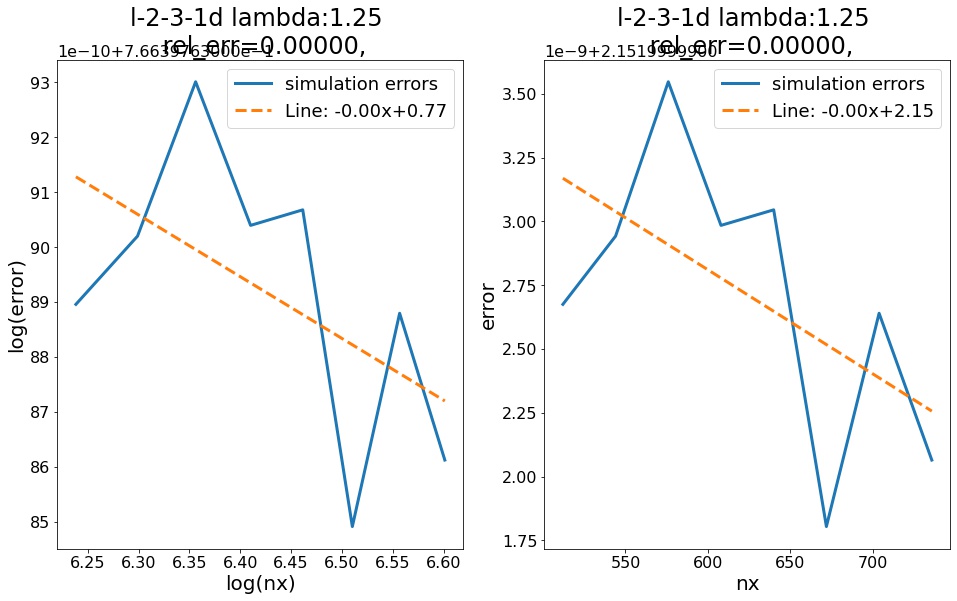 l-2-3-1d lambda:1.25
rel_err=0.00000,
1e−10+7.6639763000e−1
93
92
91
90
89
88
87
86
85
log(error)
simulation errors
Line: -0.00x+0.77
6.25 6.30 6.35 6.40 6.45 6.50 6.55 6.60
log(nx)
l-2-3-1d lambda:1.25
rel_err=0.00000,
1e−9+2.1519999900
3.50
3.25
3.00
2.75
2.50
2.25
2.00
1.75
error
simulation errors
Line: -0.00x+2.15
550 600 650 700
nx